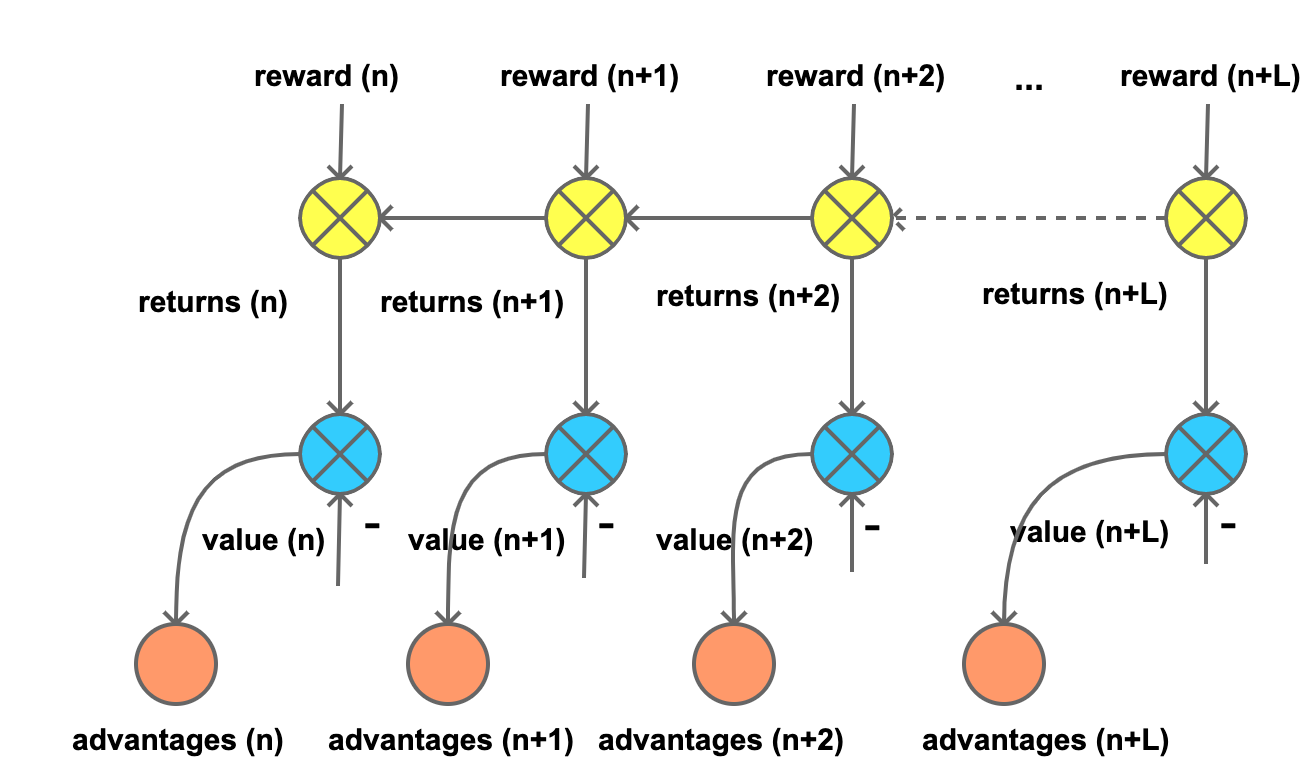 reward (n) reward (n+1) reward (n+2) ... reward (n+L)
returns (n) returns (n+1) returns (n+2) returns (n+L)
- - - -
value (n) value (n+1) value (n+2) value (n+L)
advantages (n) advantages (n+1) advantages (n+2) advantages (n+L)